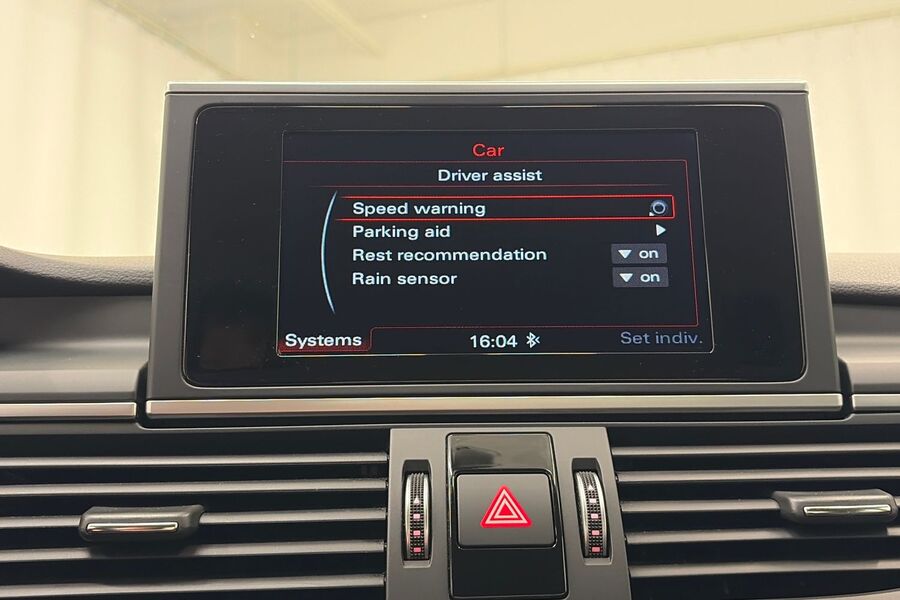 Car
Driver assist
Speed warning
Parking aid
Rest recommendation on
Rain sensor on
Systems 16:04 Set indiv.